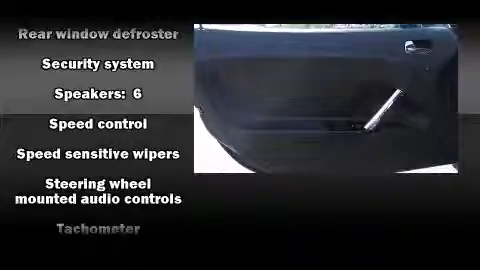 Rear window defroster
Security system
Speakers: 6
Speed control
Speed sensitive wipers
Steering wheel
mounted audio controls
Tachometer